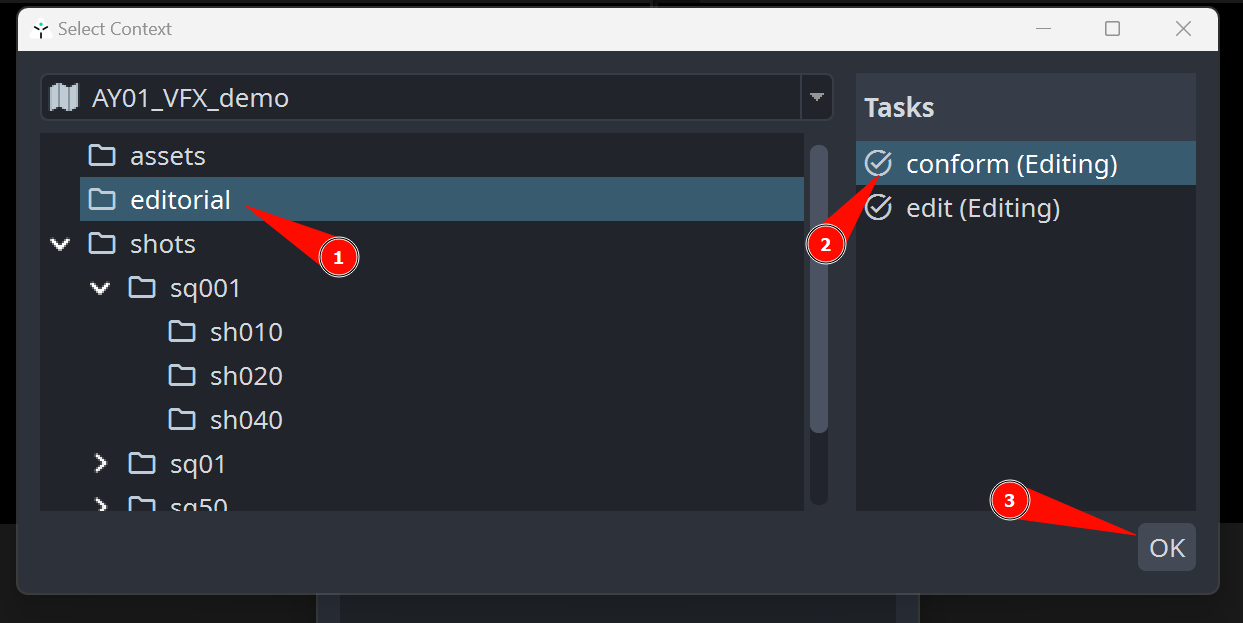 Select Context
AY01_VFX_demo
assets
editorial
1
shots
sq001
sh010
sh020
sh040
sq01
sq50
Tasks
conform (Editing)
edit (Editing)
2
3
OK